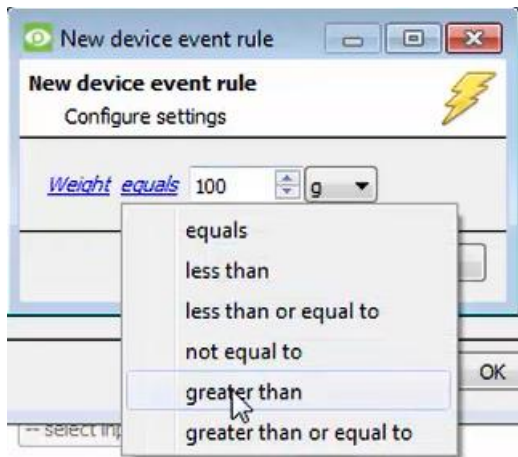 New device event rule
New device event rule
Configure settings
Weight equals 100 g
equals
less than
less than or equal to
not equal to
greater than
OK
-- select
greater than or equal to